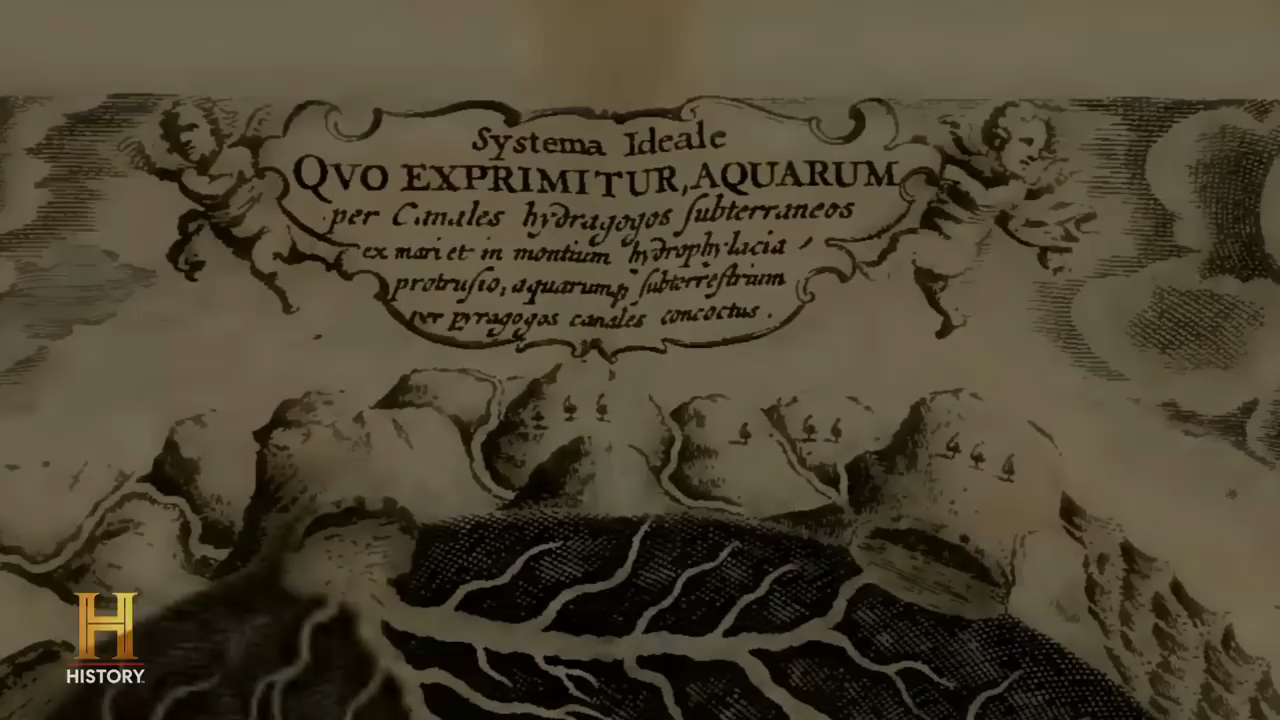 Systema Ideale
QVO EXPRIMITUR, AQUARUM
per Canales hydragogos ſubterraneos
ex mari et in montium hydrophylacia
protruſio, aquarumq; ſubterreſtrium
per pyragogos canales concoctus.
H
HISTORY